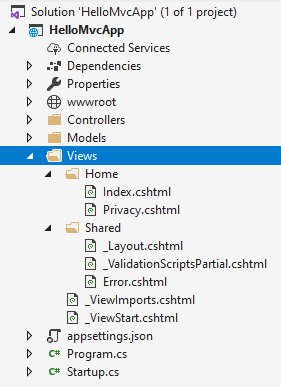 Solution 'HelloMvcApp' (1 of 1 project)
HelloMvcApp
Connected Services
Dependencies
Properties
wwwroot
Controllers
Models
Views
Home
Index.cshtml
Privacy.cshtml
Shared
_Layout.cshtml
_ValidationScriptsPartial.cshtml
Error.cshtml
_ViewImports.cshtml
_ViewStart.cshtml
appsettings.json
C# Program.cs
C# Startup.cs